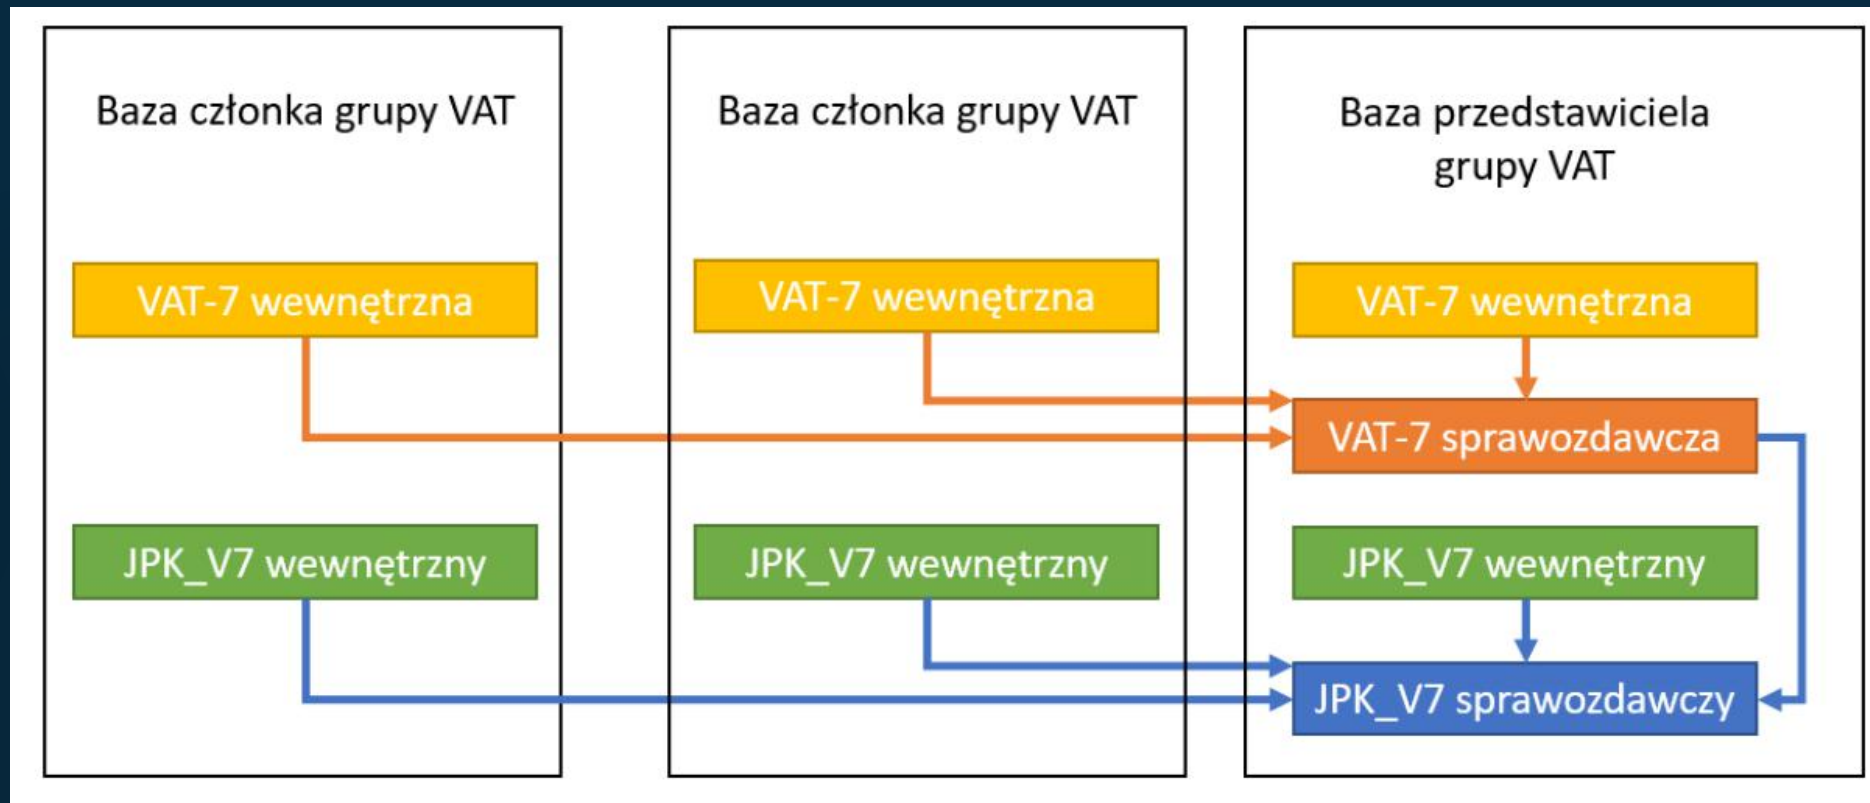 Baza członka grupy VAT
VAT-7 wewnętrzna
JPK_V7 wewnętrzny
Baza członka grupy VAT
VAT-7 wewnętrzna
JPK_V7 wewnętrzny
Baza przedstawiciela
grupy VAT
VAT-7 wewnętrzna
VAT-7 sprawozdawcza
JPK_V7 wewnętrzny
JPK_V7 sprawozdawczy